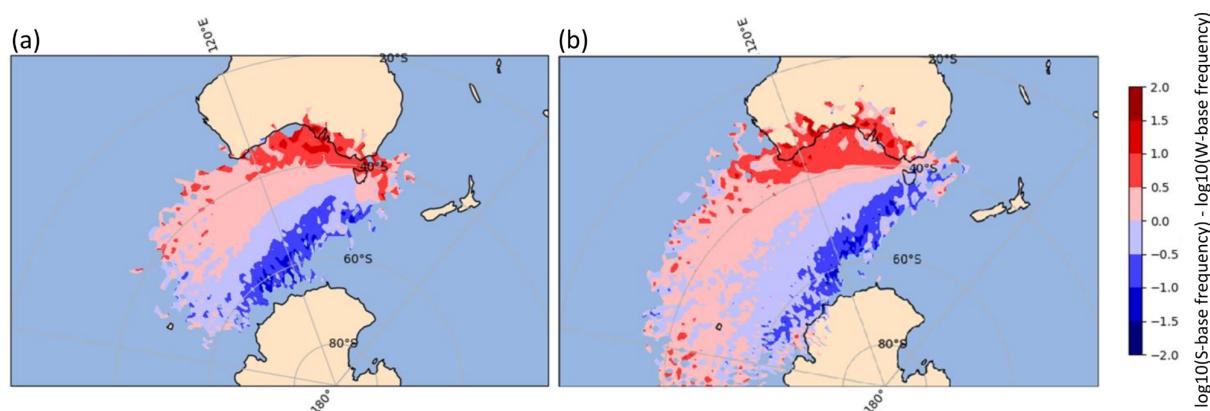 (a)
120°E
20°S
40°S
60°S
80°S
180°
(b)
120°E
20°S
40°S
60°S
80°S
180°
2.0
1.5
1.0
0.5
0.0
−0.5
−1.0
−1.5
−2.0
log10(S-base frequency) - log10(W-base frequency)